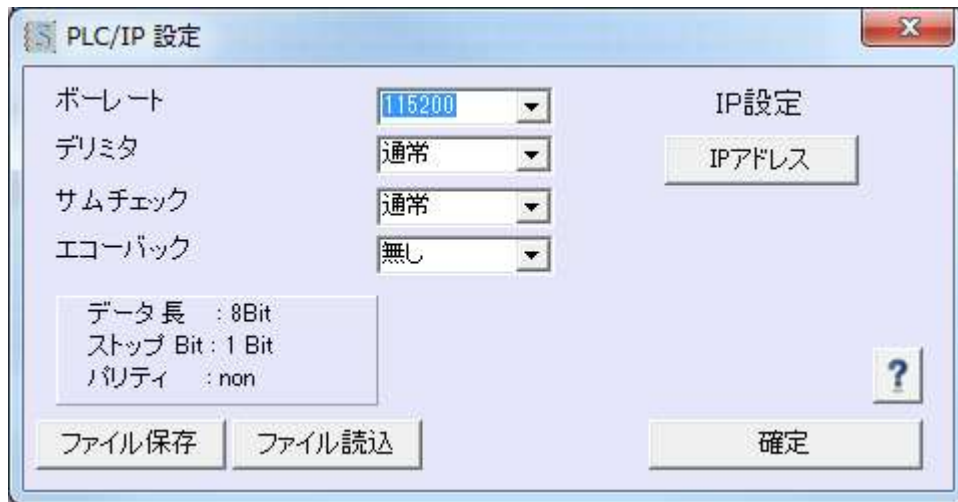 PLC/IP 設定
ボーレート 115200 IP設定
デリミタ 通常 IPアドレス
サムチェック 通常
エコーバック 無し
データ長 : 8Bit
ストップ Bit : 1 Bit
パリティ : non
?
ファイル保存 ファイル読込 確定